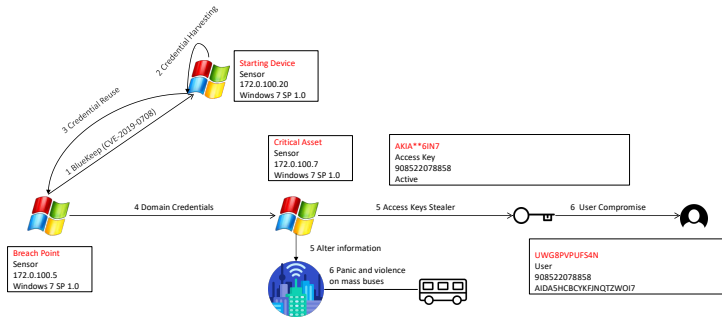 2 Credential Harvesting
Starting Device
Sensor
172.0.100.20
Windows 7 SP 1.0
3 Credential Reuse
1 BlueKeep (CVE-2019-0708)
Critical Asset
Sensor
172.0.100.7
Windows 7 SP 1.0
AKIA**6IN7
Access Key
908522078858
Active
4 Domain Credentials
5 Access Keys Stealer
6 User Compromise
Breach Point
Sensor
172.0.100.5
Windows 7 SP 1.0
5 Alter information
6 Panic and violence
on mass buses
UWG8PVPUFS4N
User
908522078858
AIDA5HCBCYKFJNQTZWOI7